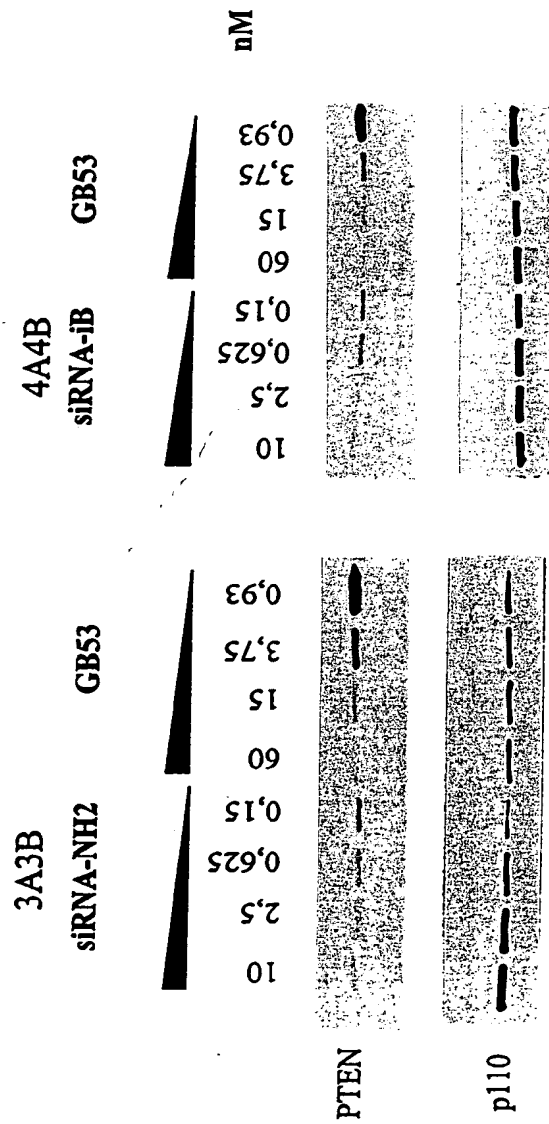 3A3B 4A4B
siRNA-NH2 GB53 siRNA-iB GB53
10 2,5 0,625 0,15 60 15 3,75 0,93 10 2,5 0,625 0,15 60 15 3,75 0,93 nM
PTEN
p110